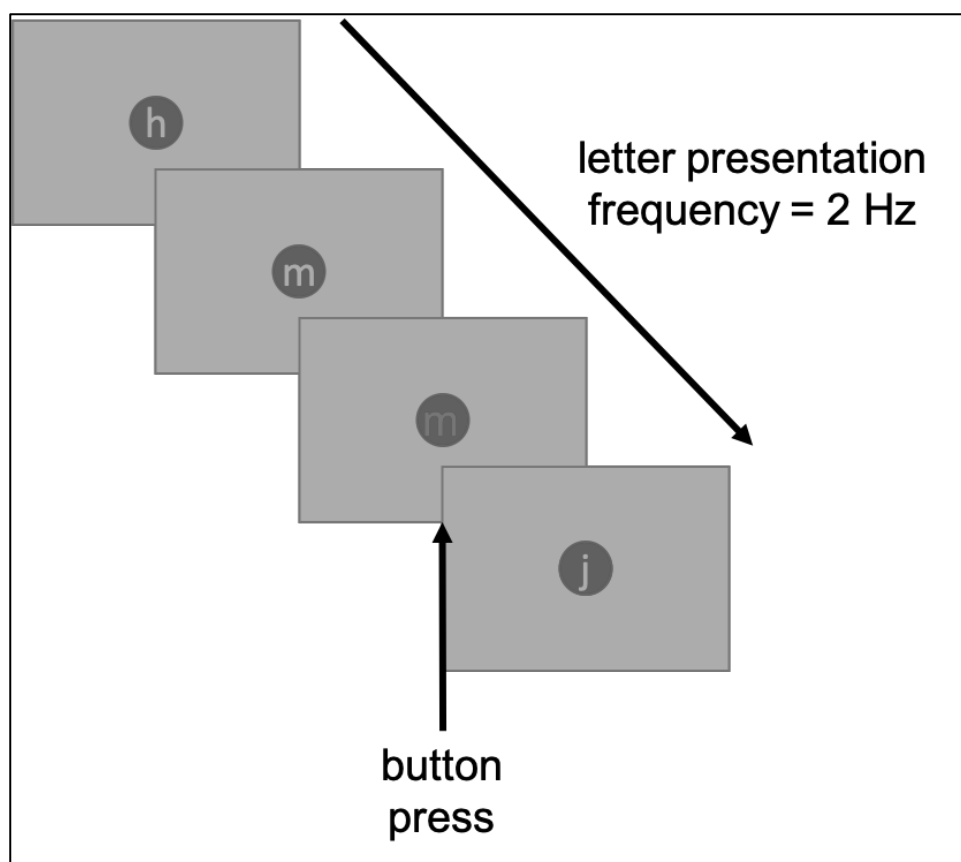 h
letter presentation
frequency = 2 Hz
m
m
j
button
press